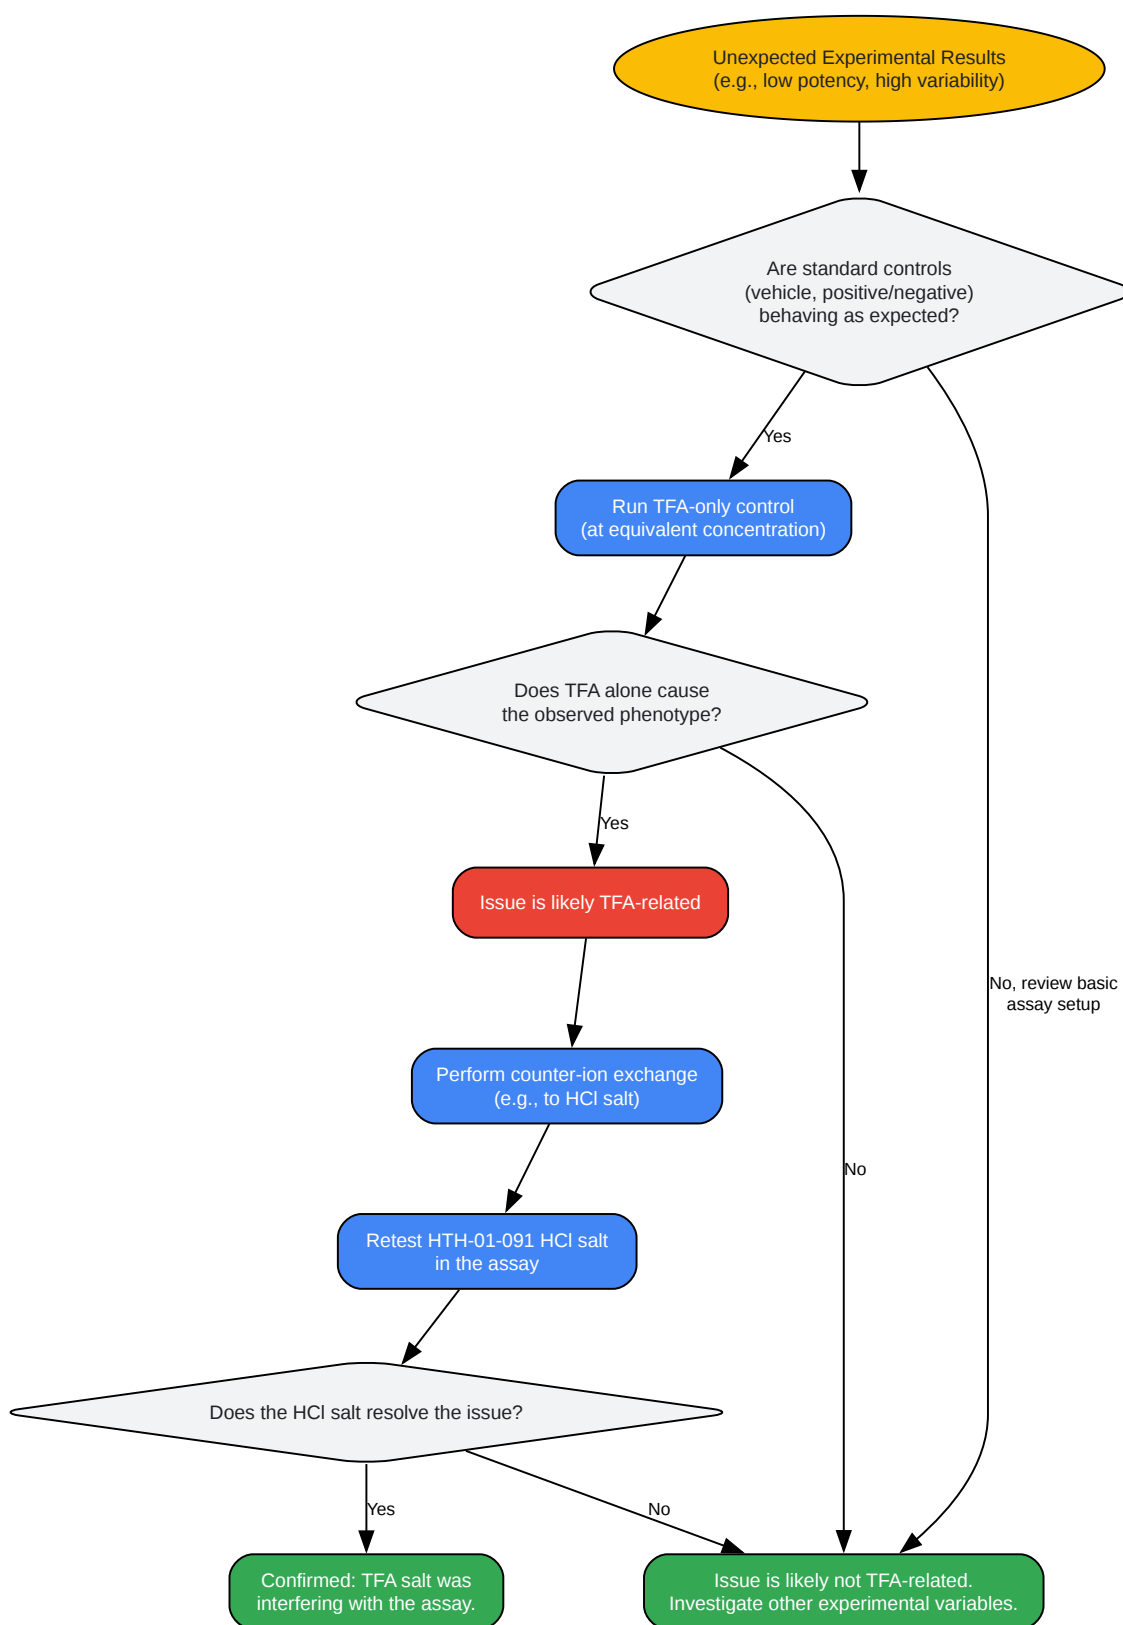 Unexpected Experimental Results
(e.g., low potency, high variability)
Are standard controls
(vehicle, positive/negative)
behaving as expected?
Yes
Run TFA-only control
(at equivalent concentration)
Does TFA alone cause
the observed phenotype?
Yes
Issue is likely TFA-related
No, review basic
assay setup
Perform counter-ion exchange
(e.g., to HCl salt)
No
Retest HTH-01-091 HCl salt
in the assay
Does the HCl salt resolve the issue?
Yes
No
Confirmed: TFA salt was
interfering with the assay.
Issue is likely not TFA-related.
Investigate other experimental variables.